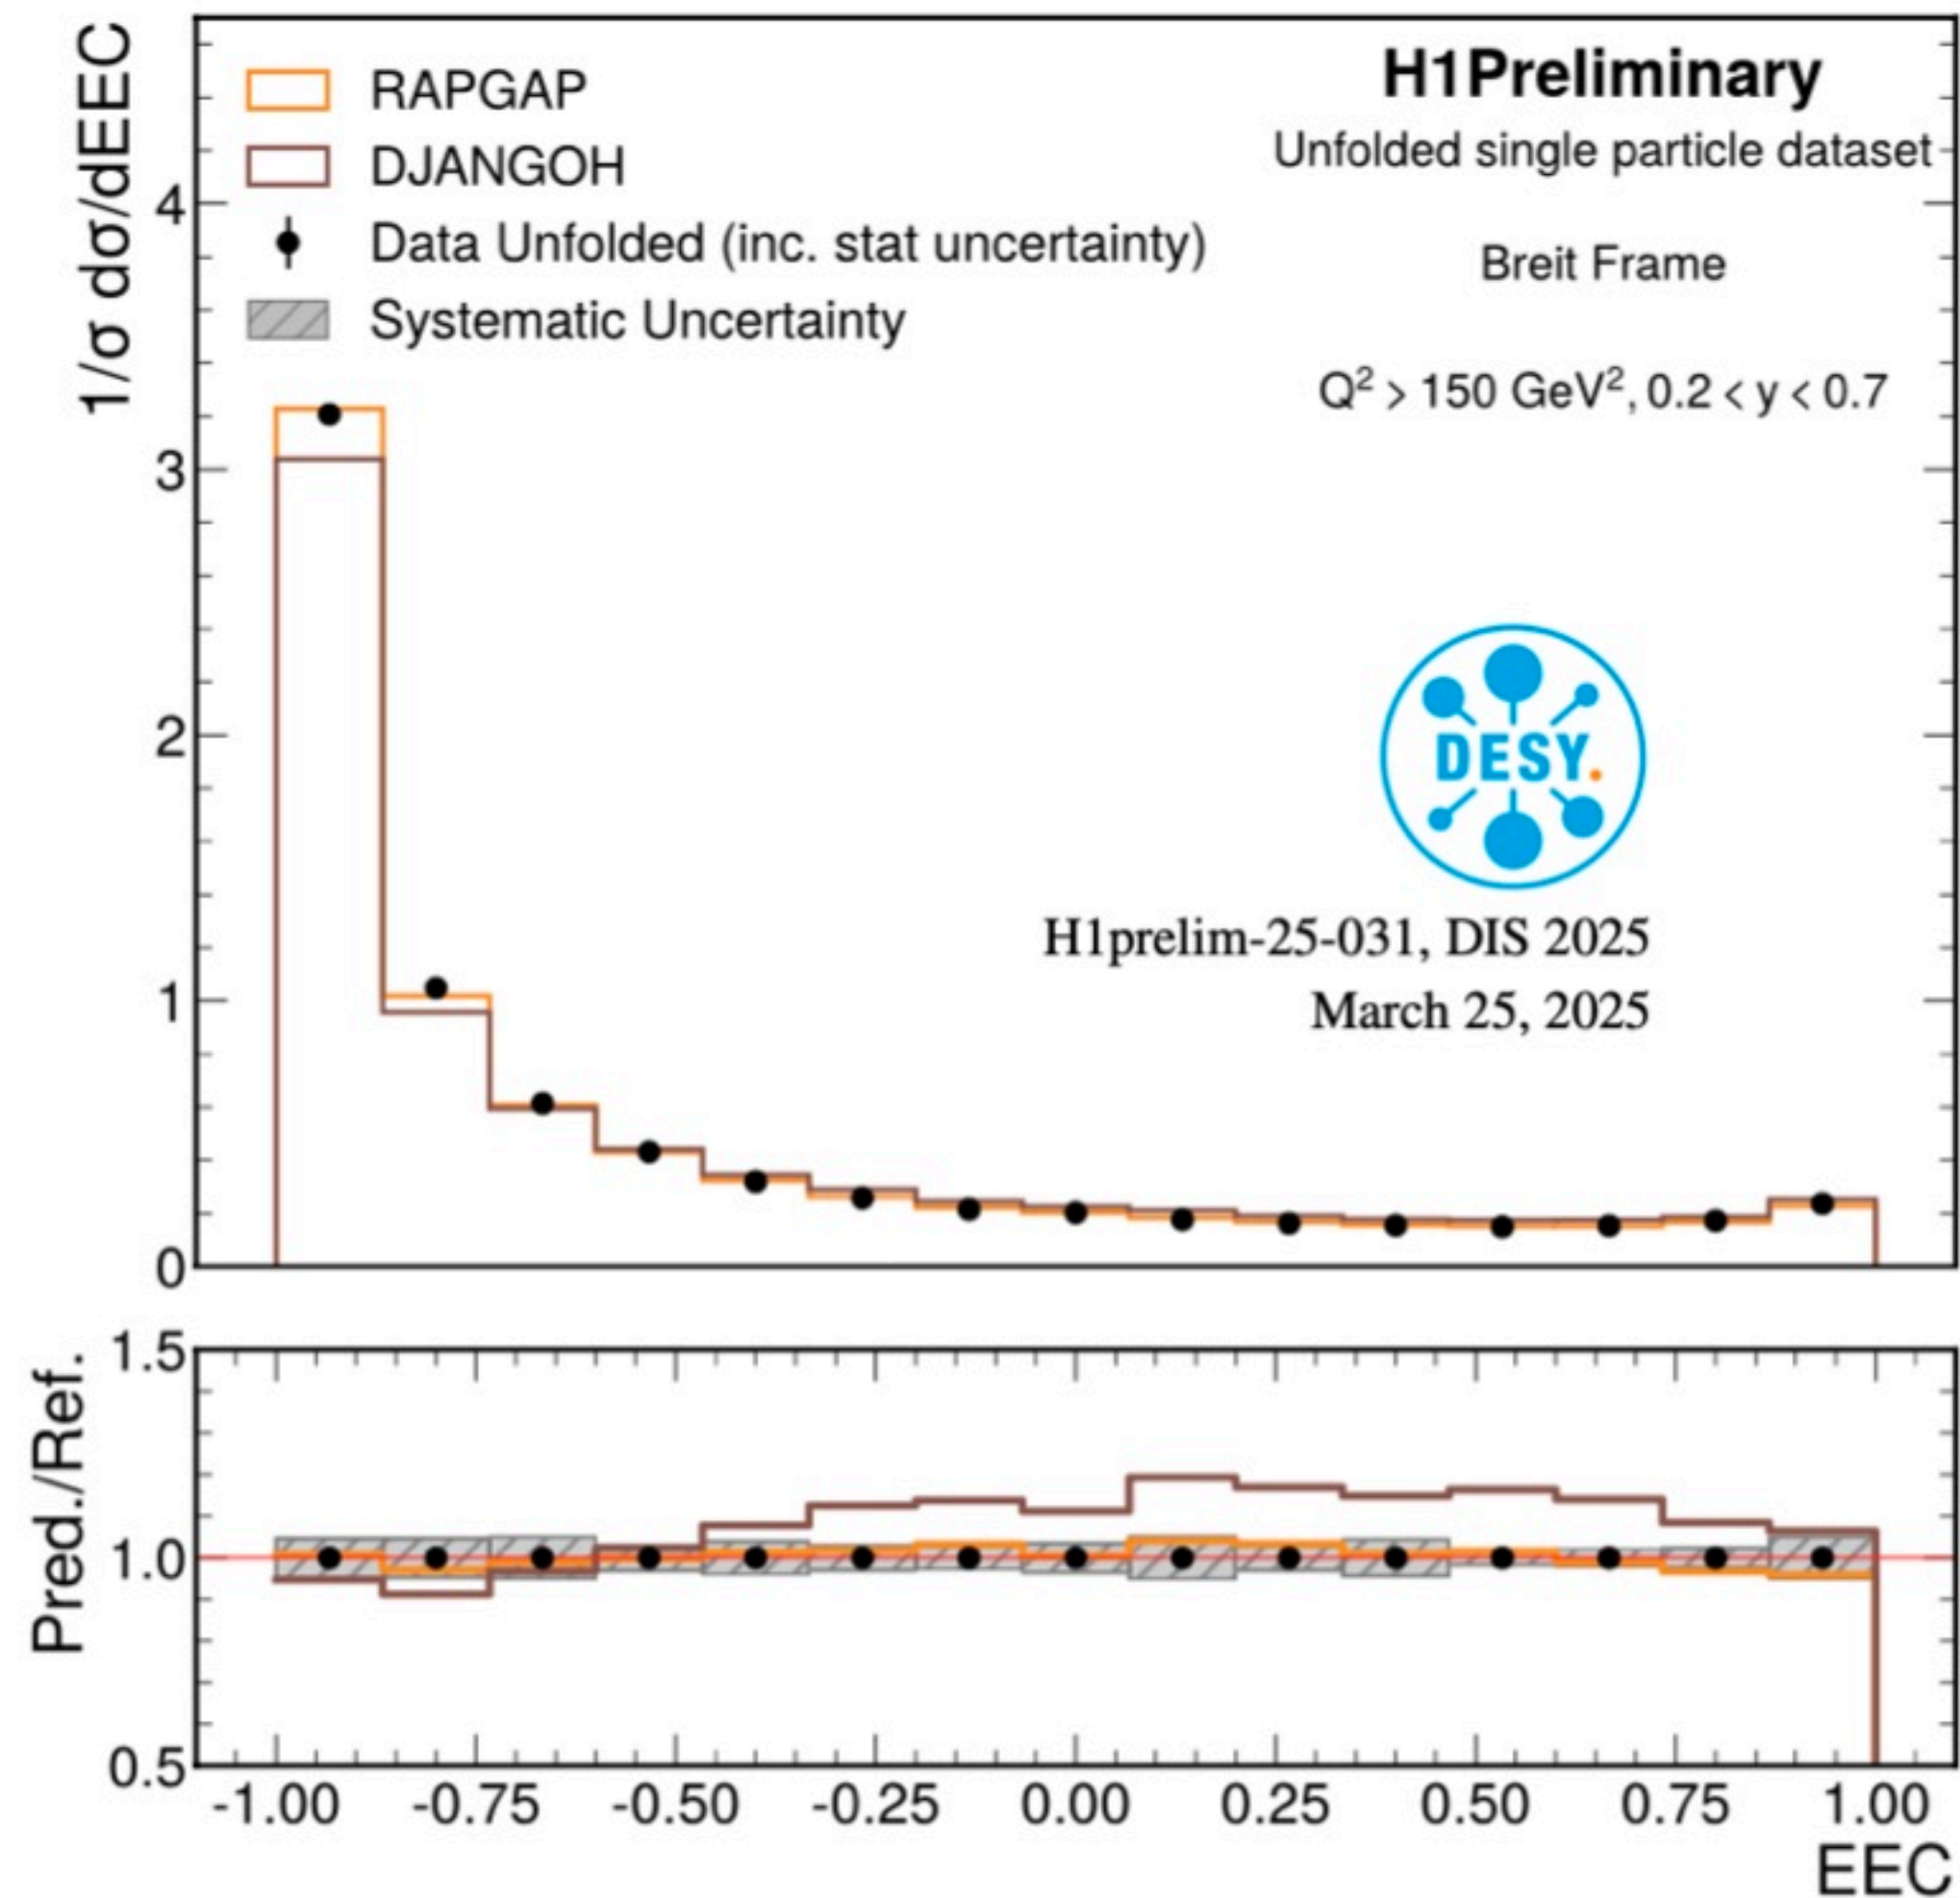 1/σ dσ/dEEC
RAPGAP
DJANGOH
Data Unfolded (inc. stat uncertainty)
Systematic Uncertainty
H1Preliminary
Unfolded single particle dataset
Breit Frame
Q² > 150 GeV², 0.2 < y < 0.7
4
3
2
1
0
DESY.
H1prelim-25-031, DIS 2025
March 25, 2025
Pred./Ref.
1.5
1.0
0.5
-1.00 -0.75 -0.50 -0.25 0.00 0.25 0.50 0.75 1.00
EEC